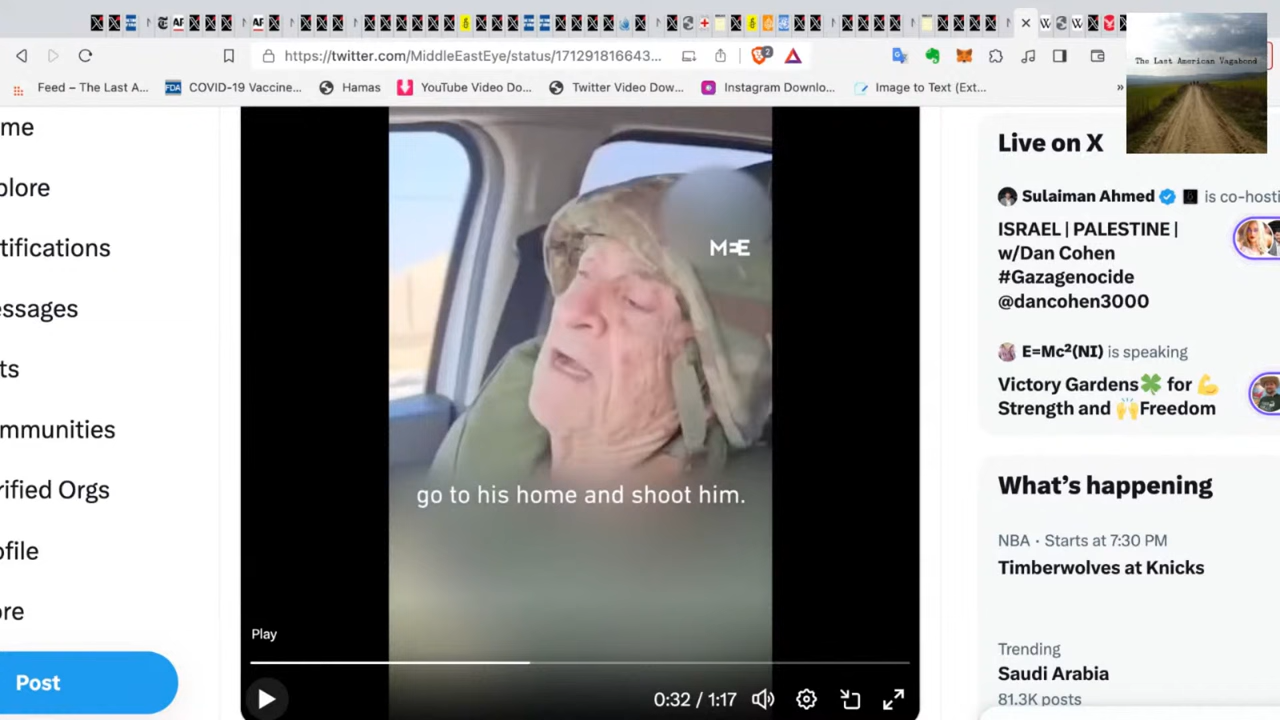 https://twitter.com/MiddleEastEye/status/171291816643...
2
Feed – The Last A...
FDA
COVID-19 Vaccine...
Hamas
YouTube Video Do...
Twitter Video Dow...
Instagram Downlo...
Image to Text (Ext...
»
The Last American Vagabond
me
plore
tifications
essages
ts
mmunities
rified Orgs
ofile
ore
Post
MEE
go to his home and shoot him.
Play
0:32 / 1:17
Live on X
Sulaiman Ahmed is co-hosti
ISRAEL | PALESTINE |
w/Dan Cohen
#Gazagenocide
@dancohen3000
E=Mc²(NI) is speaking
Victory Gardens🍀 for 💪
Strength and 🙌Freedom
What's happening
NBA · Starts at 7:30 PM
Timberwolves at Knicks
Trending
Saudi Arabia
81.3K posts